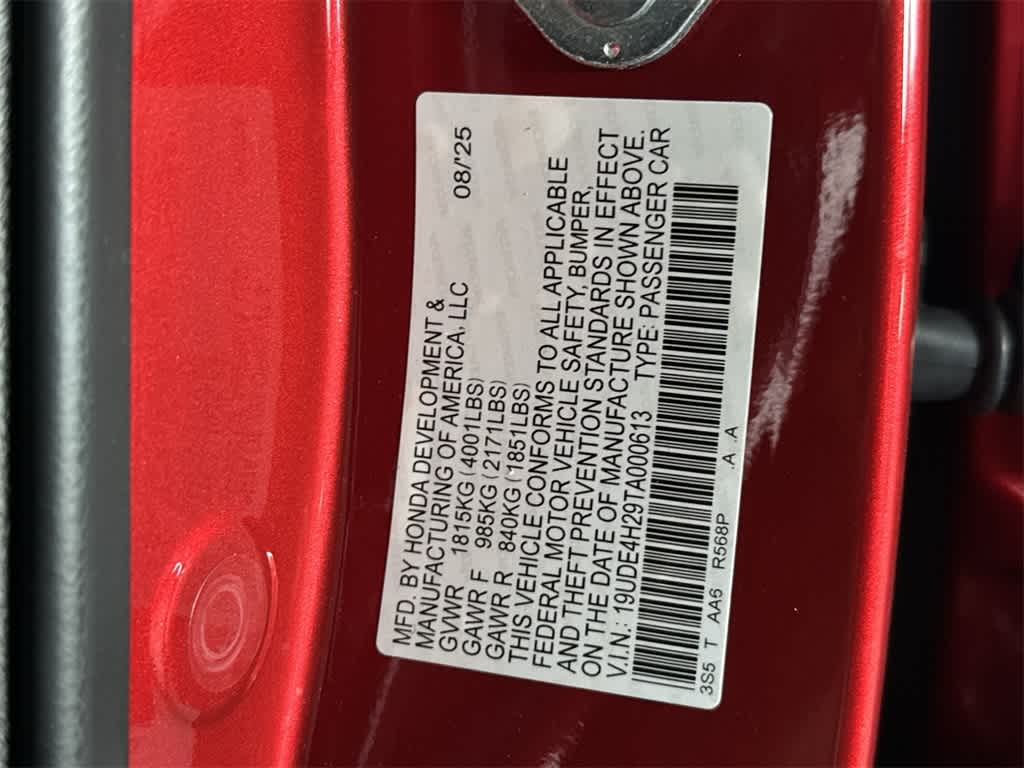 MFD. BY HONDA DEVELOPMENT &
MANUFACTURING OF AMERICA, LLC 08/'25
GVWR 1815KG (4001LBS)
GAWR F 985KG (2171LBS)
GAWR R 840KG (1851LBS)
THIS VEHICLE CONFORMS TO ALL APPLICABLE
FEDERAL MOTOR VEHICLE SAFETY, BUMPER,
AND THEFT PREVENTION STANDARDS IN EFFECT
ON THE DATE OF MANUFACTURE SHOWN ABOVE.
V.I.N.: 19UDE4H29TA000613 TYPE: PASSENGER CAR
3S5 T AA6 R568P .A .A